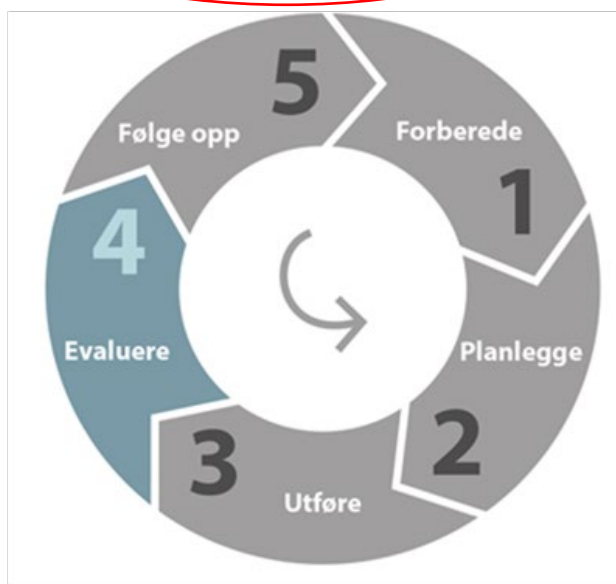 5
Følge opp
Forberede
1
4
Evaluere
Planlegge
2
3
Utføre